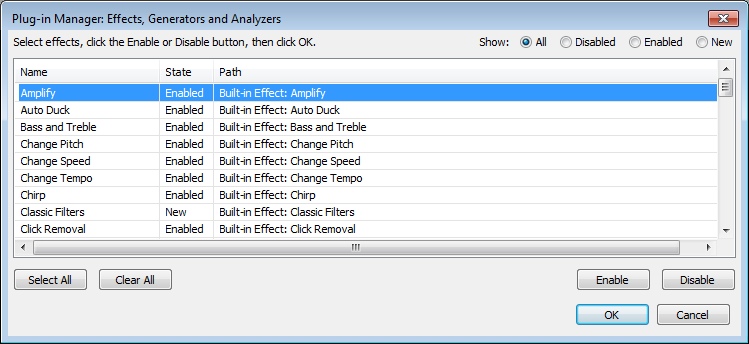 Plug-in Manager: Effects, Generators and Analyzers
Select effects, click the Enable or Disable button, then click OK. Show: All Disabled Enabled New
Name State Path
Amplify Enabled Built-in Effect: Amplify
Auto Duck Enabled Built-in Effect: Auto Duck
Bass and Treble Enabled Built-in Effect: Bass and Treble
Change Pitch Enabled Built-in Effect: Change Pitch
Change Speed Enabled Built-in Effect: Change Speed
Change Tempo Enabled Built-in Effect: Change Tempo
Chirp Enabled Built-in Effect: Chirp
Classic Filters New Built-in Effect: Classic Filters
Click Removal Enabled Built-in Effect: Click Removal
Select All Clear All Enable Disable
OK Cancel